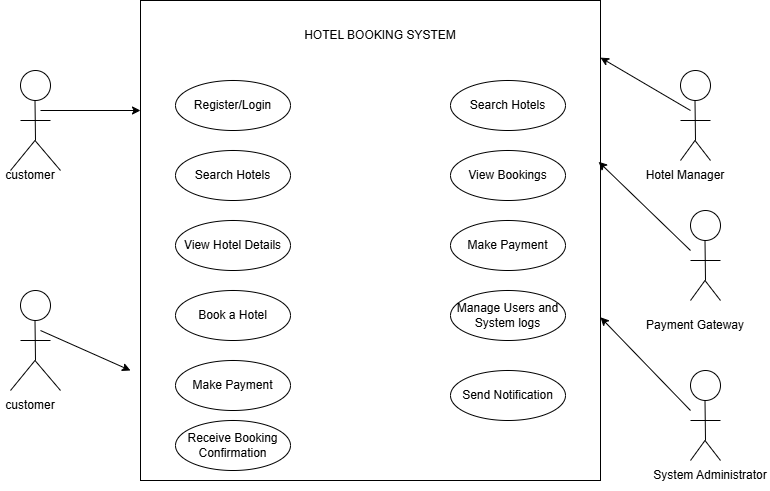 HOTEL BOOKING SYSTEM
Register/Login
Search Hotels
customer
Search Hotels
View Bookings
Hotel Manager
View Hotel Details
Make Payment
Book a Hotel
Manage Users and
System logs
Payment Gateway
customer
Make Payment
Send Notification
Receive Booking
Confirmation
System Administrator